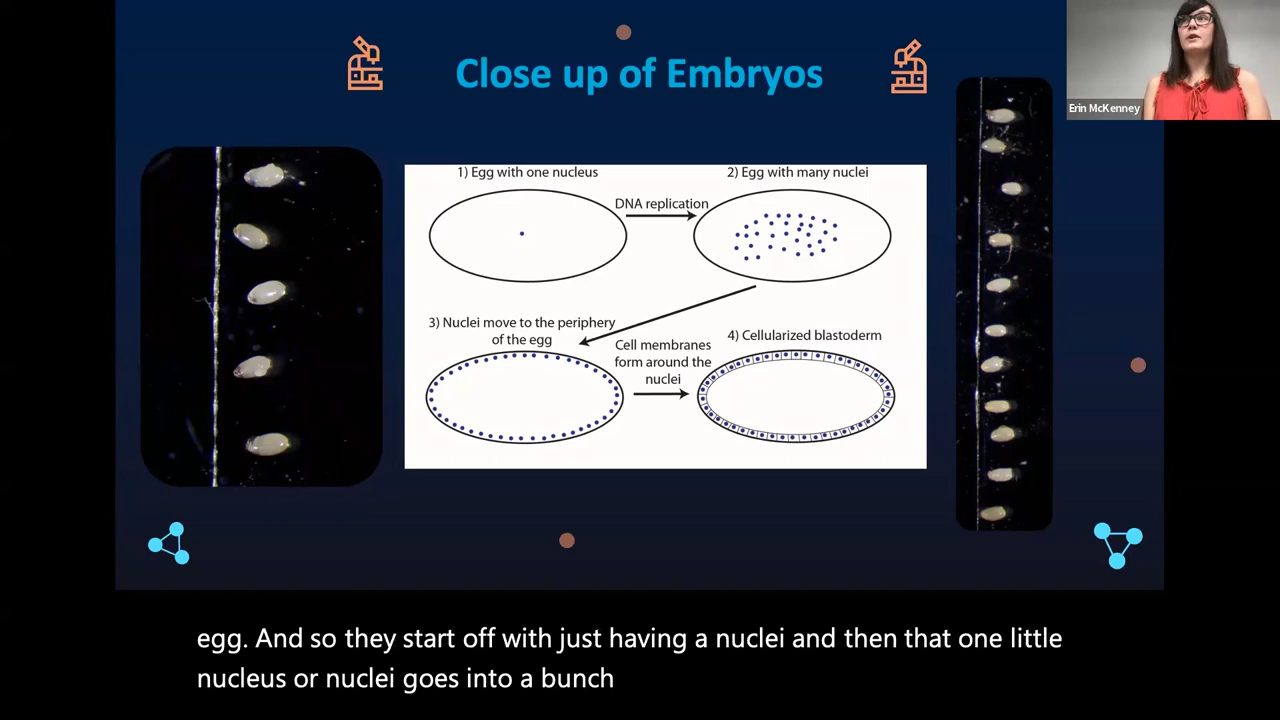 Close up of Embryos
Erin McKenney
1) Egg with one nucleus
DNA replication
2) Egg with many nuclei
3) Nuclei move to the periphery
of the egg
Cell membranes
form around the
nuclei
4) Cellularized blastoderm
egg. And so they start off with just having a nuclei and then that one little
nucleus or nuclei goes into a bunch